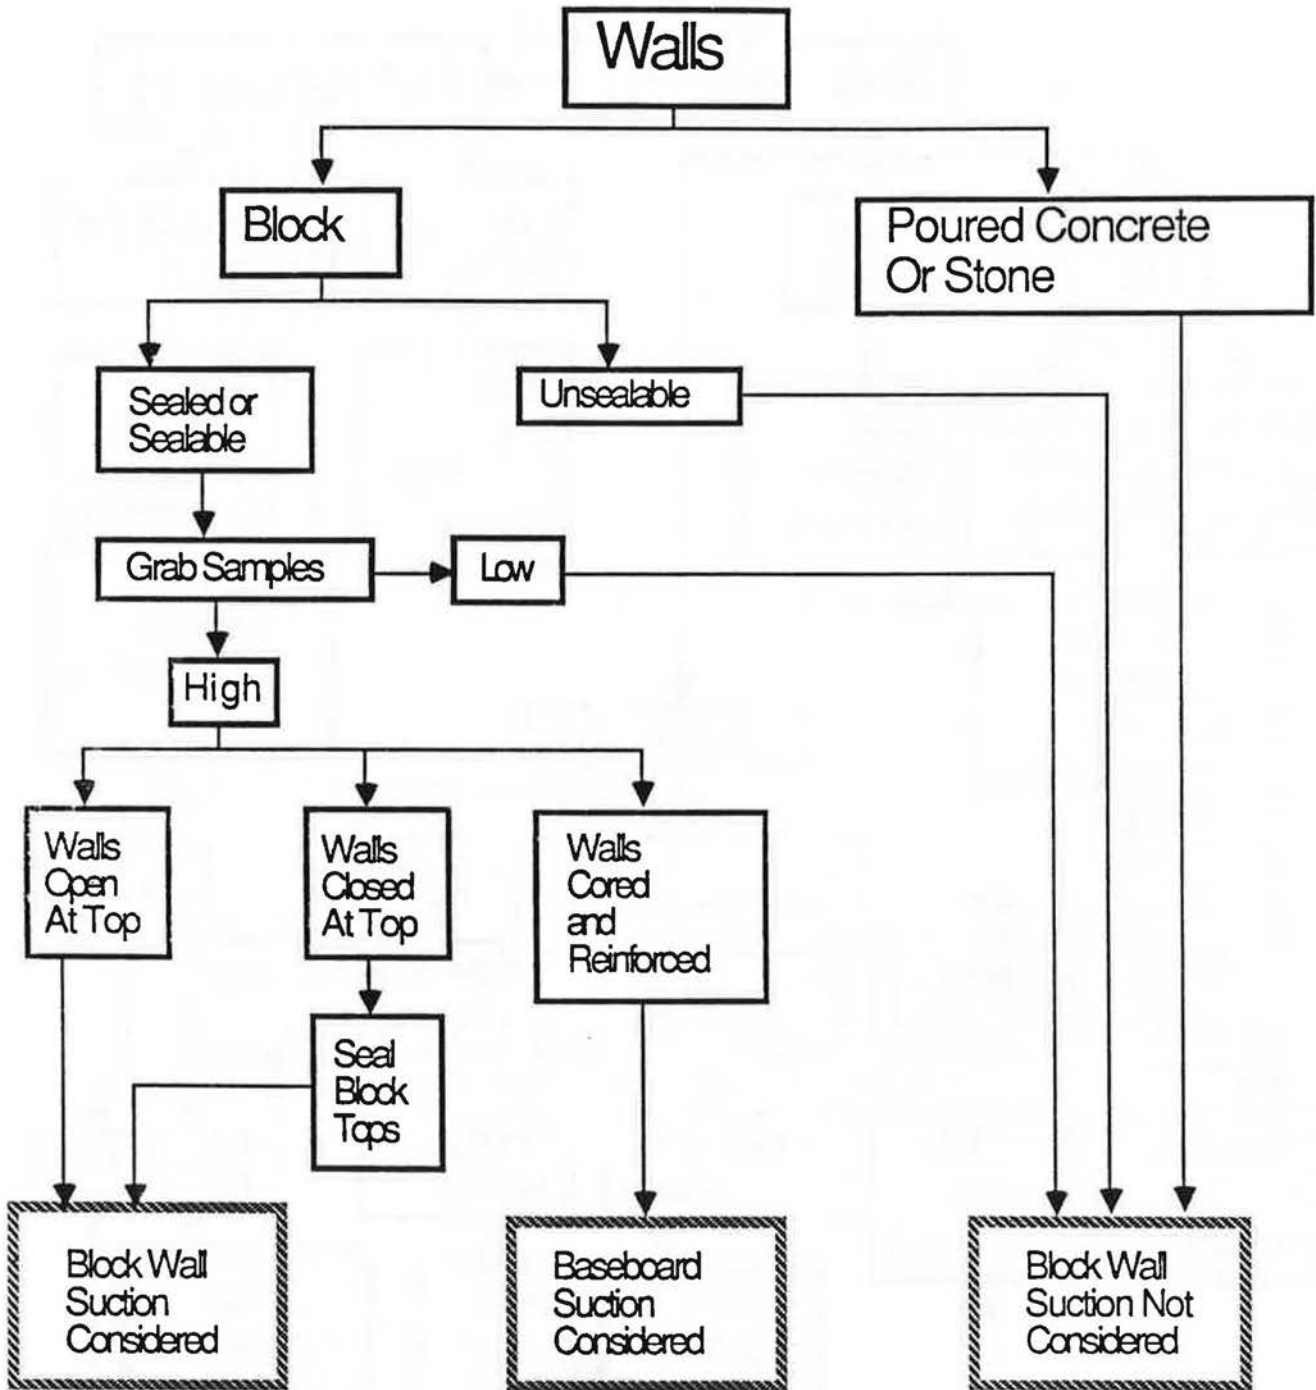 Walls
Block
Poured Concrete
Or Stone
Sealed or
Sealable
Unsealable
Grab Samples
Low
High
Walls
Open
At Top
Walls
Closed
At Top
Walls
Cored
and
Reinforced
Seal
Block
Tops
Block Wall
Suction
Considered
Baseboard
Suction
Considered
Block Wall
Suction Not
Considered